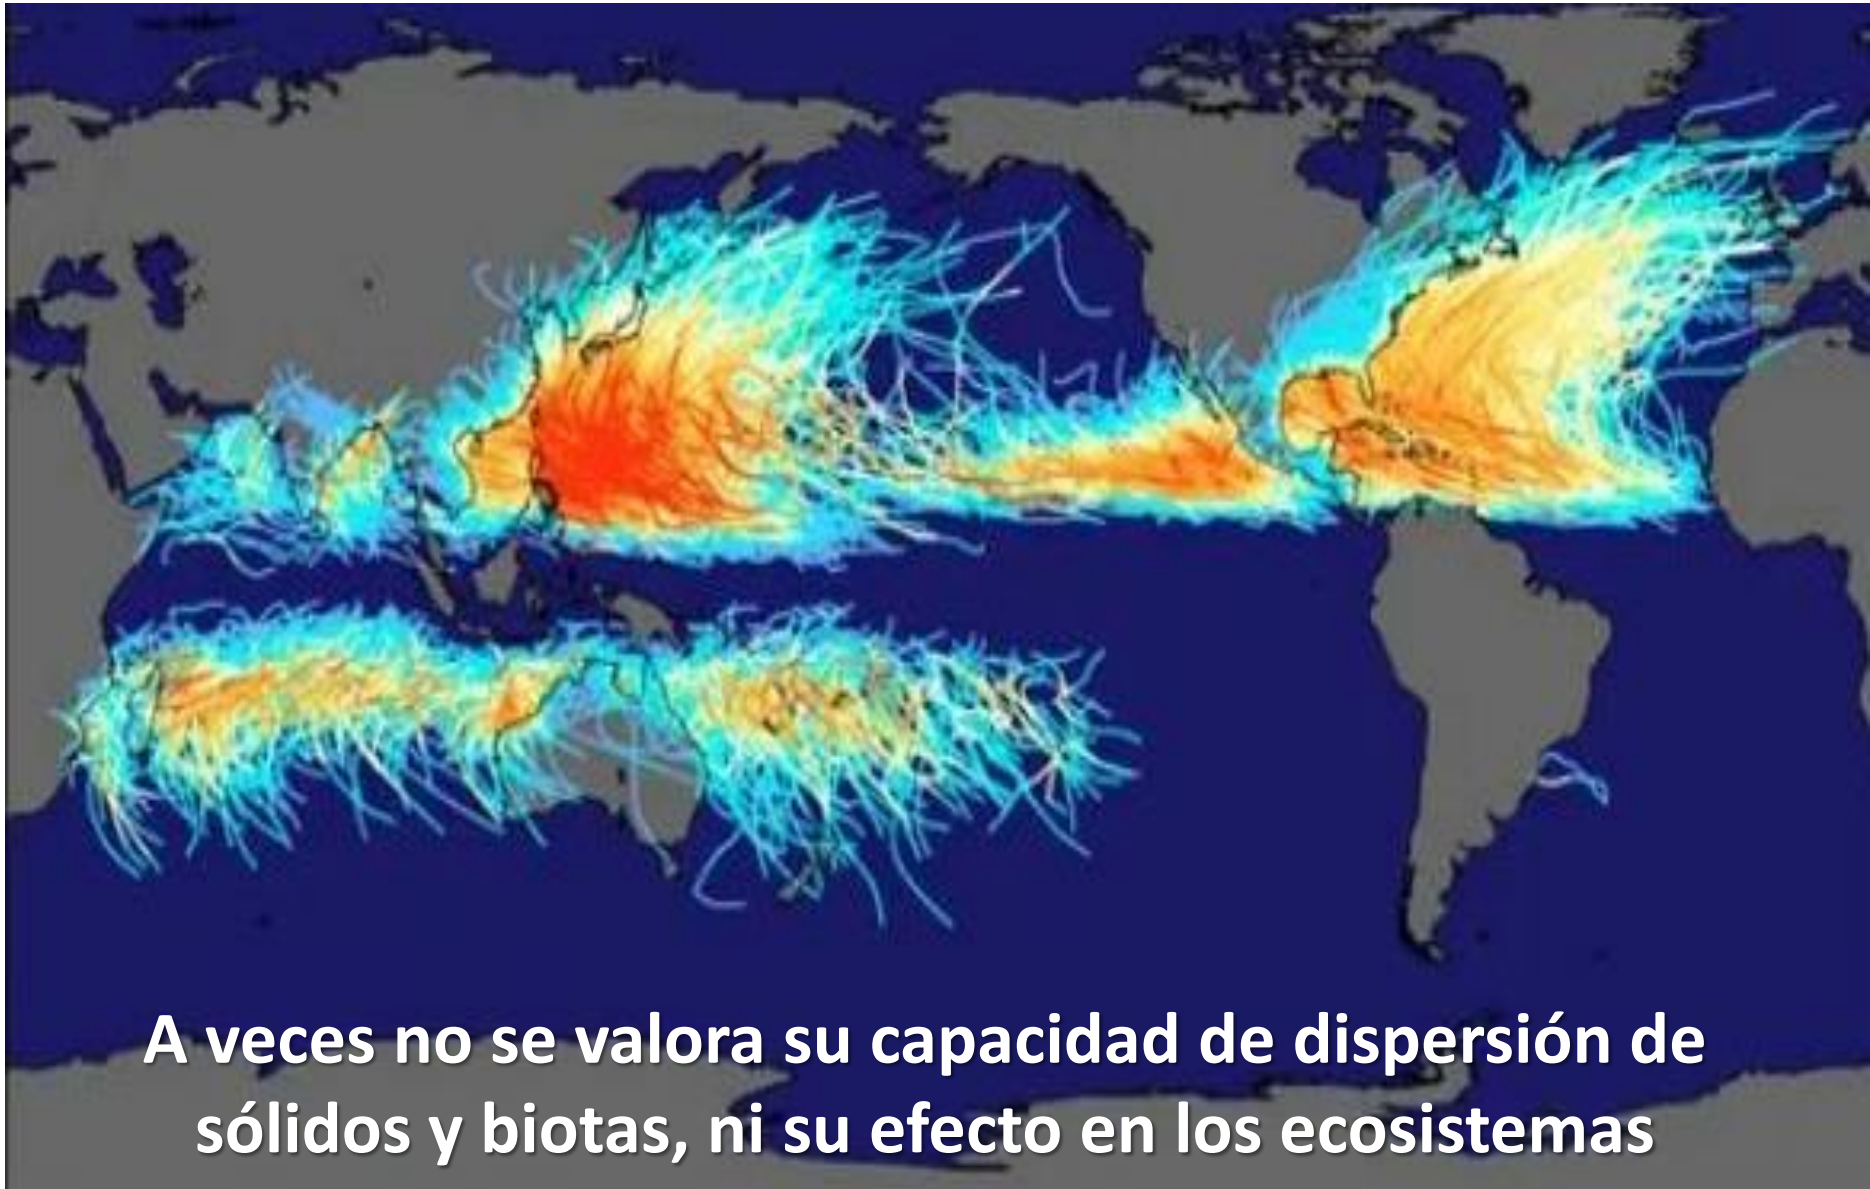 A veces no se valora su capacidad de dispersión de
sólidos y biotas, ni su efecto en los ecosistemas